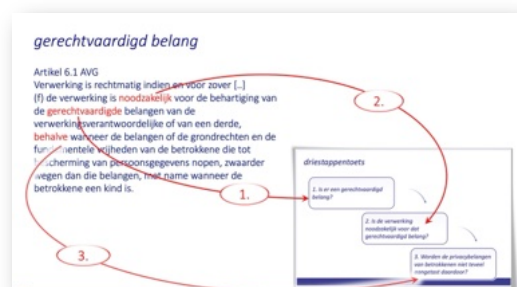 gerechtvaardigd belang
Artikel 6.1 AVG
Verwerking is rechtmatig indien en voor zover [..]
(f) de verwerking is noodzakelijk voor de behartiging van
de gerechtvaardigde belangen van de
verwerkingsverantwoordelijke of van een derde,
behalve wanneer de belangen of de grondrechten en de
fundamentele vrijheden van de betrokkene die tot
bescherming van persoonsgegevens nopen, zwaarder
wegen dan die belangen, met name wanneer de
betrokkene een kind is.
1.
2.
3.
driestappentoets
1. Is er een gerechtvaardigd
belang?
2. Is de verwerking
noodzakelijk voor dat
gerechtvaardigd belang?
3. Worden de privacybelangen
van betrokkenen niet teveel
aangetast daardoor?